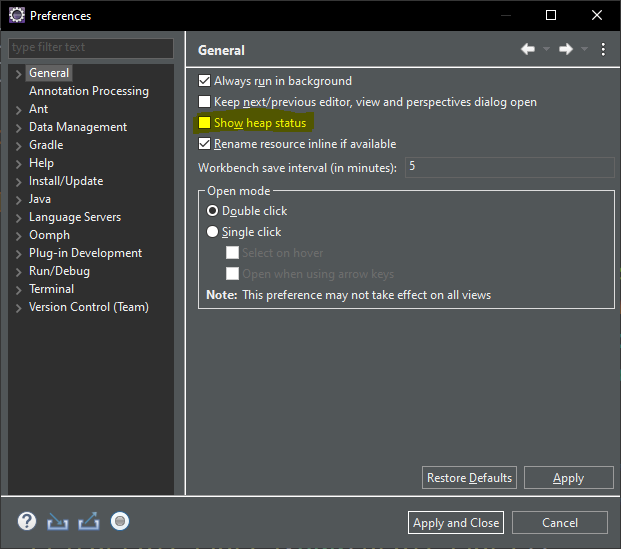 Preferences
type filter text
General
Annotation Processing
Ant
Data Management
Gradle
Help
Install/Update
Java
Language Servers
Oomph
Plug-in Development
Run/Debug
Terminal
Version Control (Team)
General
Always run in background
Keep next/previous editor, view and perspectives dialog open
Show heap status
Rename resource inline if available
Workbench save interval (in minutes): 5
Open mode
Double click
Single click
Select on hover
Open when using arrow keys
Note: This preference may not take effect on all views
Restore Defaults Apply
Apply and Close Cancel